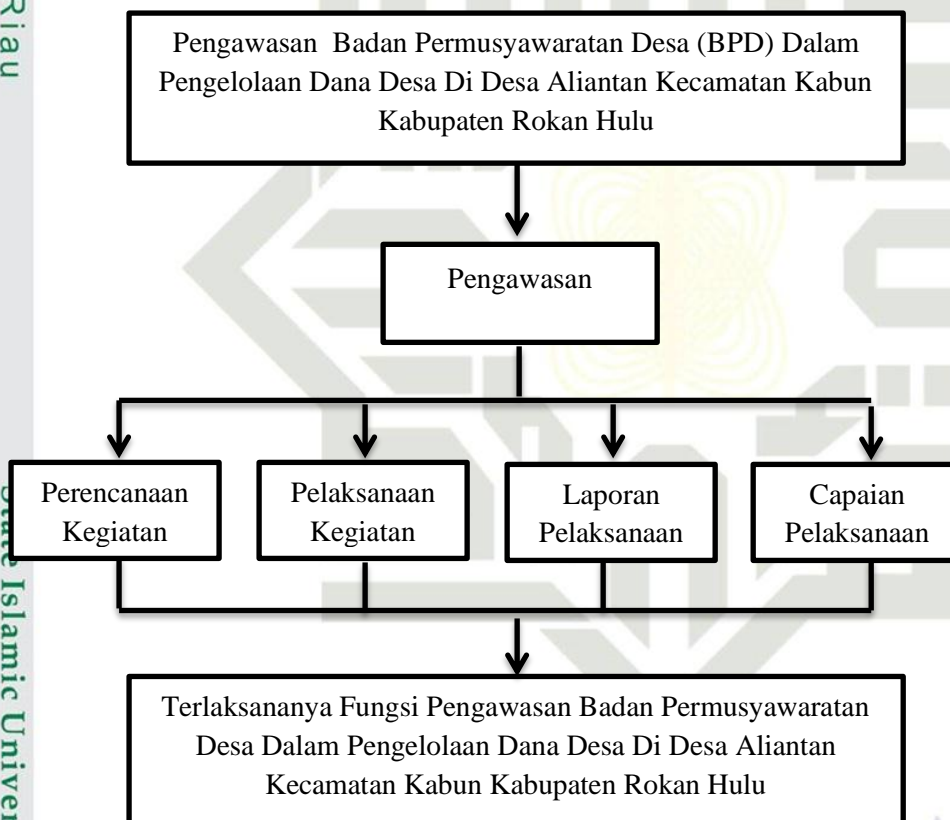 Riau
Pengawasan Badan Permusyawaratan Desa (BPD) Dalam
Pengelolaan Dana Desa Di Desa Aliantan Kecamatan Kabun
Kabupaten Rokan Hulu
Pengawasan
Perencanaan
Kegiatan
Pelaksanaan
Kegiatan
Laporan
Pelaksanaan
Capaian
Pelaksanaan
Islamic
Terlaksananya Fungsi Pengawasan Badan Permusyawaratan
Desa Dalam Pengelolaan Dana Desa Di Desa Aliantan
Kecamatan Kabun Kabupaten Rokan Hulu